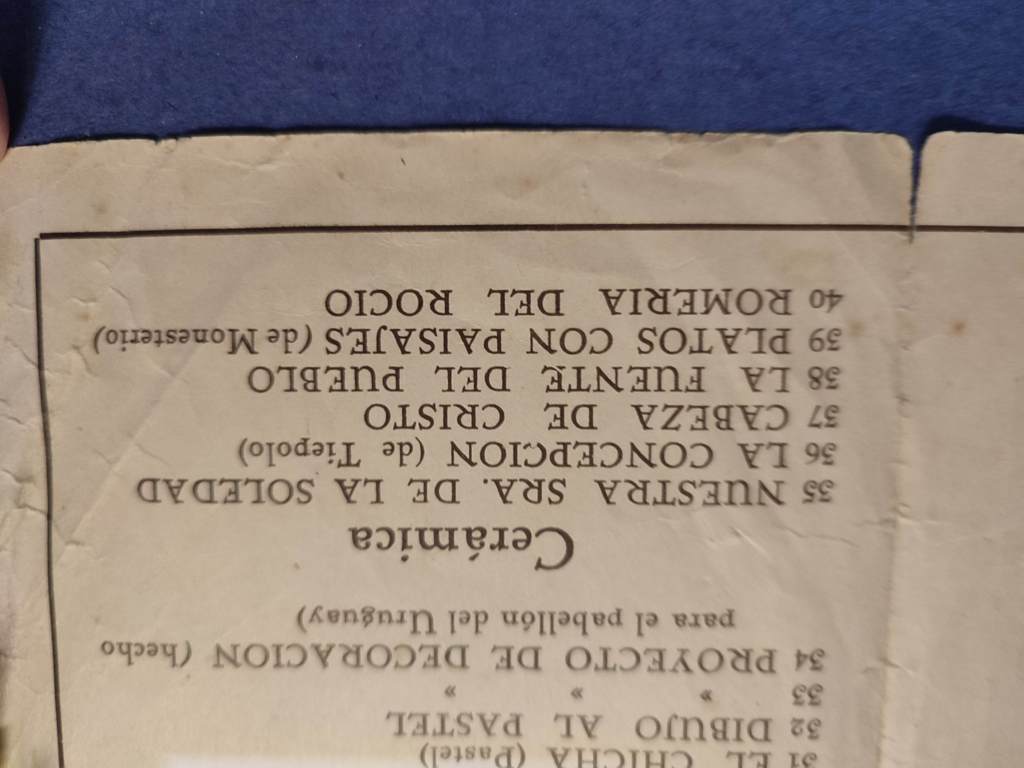 31 EL CHICHA (Pastel)
32 DIBUJO AL PASTEL
33 » » »
34 PROYECTO DE DECORACION (hecho
para el pabellón del Uruguay)
Cerámica
35 NUESTRA SRA. DE LA SOLEDAD
36 LA CONCEPCION (de Tiepolo)
37 CABEZA DE CRISTO
38 LA FUENTE DEL PUEBLO
39 PLATOS CON PAISAJES (de Monesterio)
40 ROMERIA DEL ROCIO